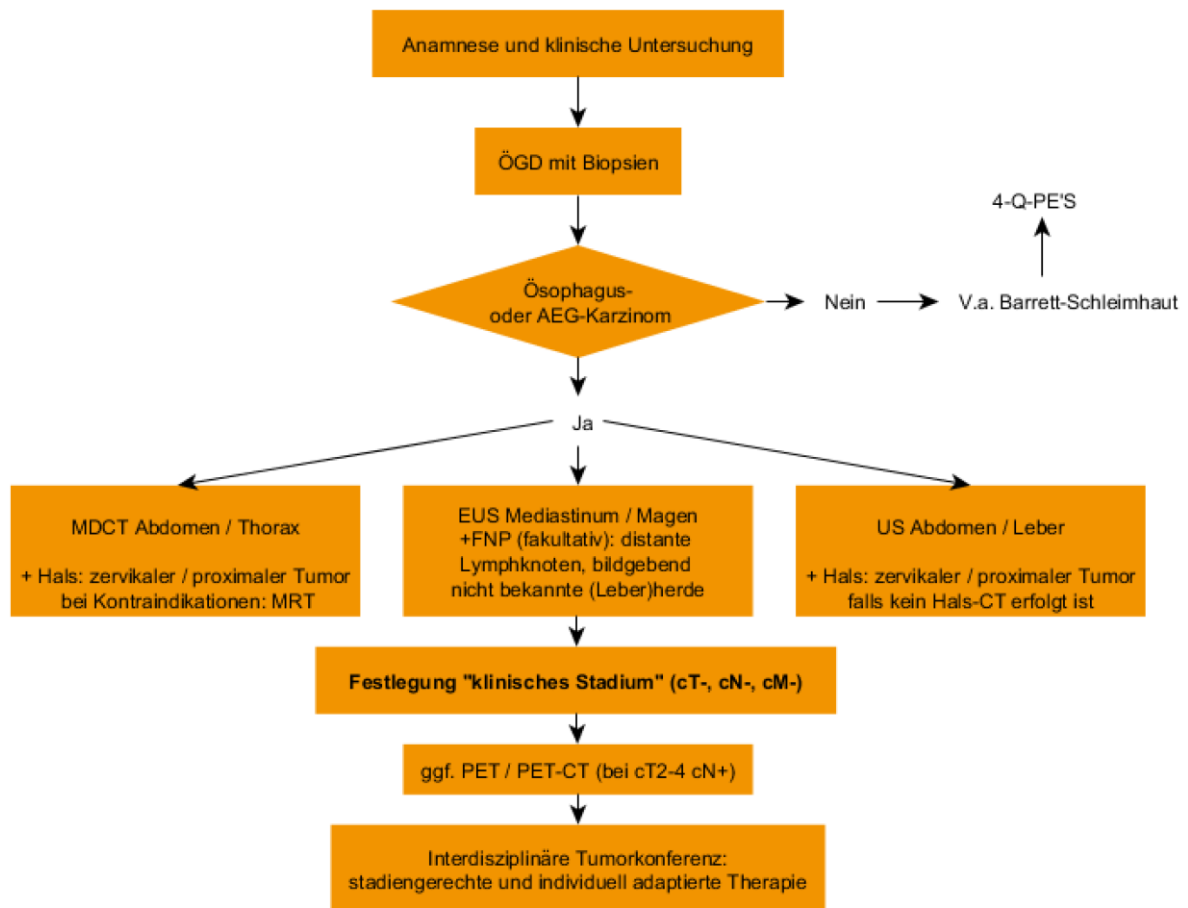 Anamnese und klinische Untersuchung
ÖGD mit Biopsien
4-Q-PE'S
Ösophagus-
oder AEG-Karzinom
Nein
V.a. Barrett-Schleimhaut
Ja
MDCT Abdomen / Thorax
+ Hals: zervikaler / proximaler Tumor
bei Kontraindikationen: MRT
EUS Mediastinum / Magen
+FNP (fakultativ): distante
Lymphknoten, bildgebend
nicht bekannte (Leber)herde
US Abdomen / Leber
+ Hals: zervikaler / proximaler Tumor
falls kein Hals-CT erfolgt ist
Festlegung "klinisches Stadium" (cT-, cN-, cM-)
ggf. PET / PET-CT (bei cT2-4 cN+)
Interdisziplinäre Tumorkonferenz:
stadiengerechte und individuell adaptierte Therapie